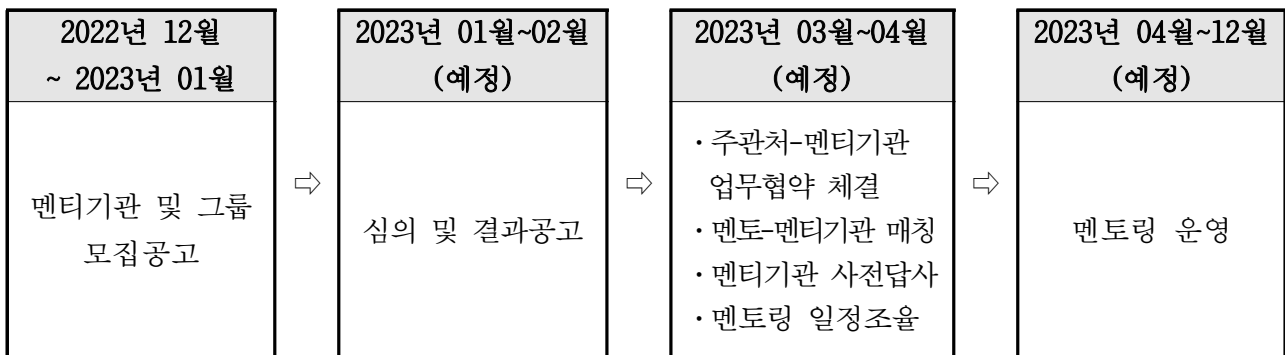 2022년 12월
~ 2023년 01월
멘티기관 및 그룹
모집공고
⇨
2023년 01월~02월
(예정)
심의 및 결과공고
⇨
2023년 03월~04월
(예정)
·주관처-멘티기관
업무협약 체결
·멘토-멘티기관 매칭
·멘티기관 사전답사
·멘토링 일정조율
⇨
2023년 04월~12월
(예정)
멘토링 운영